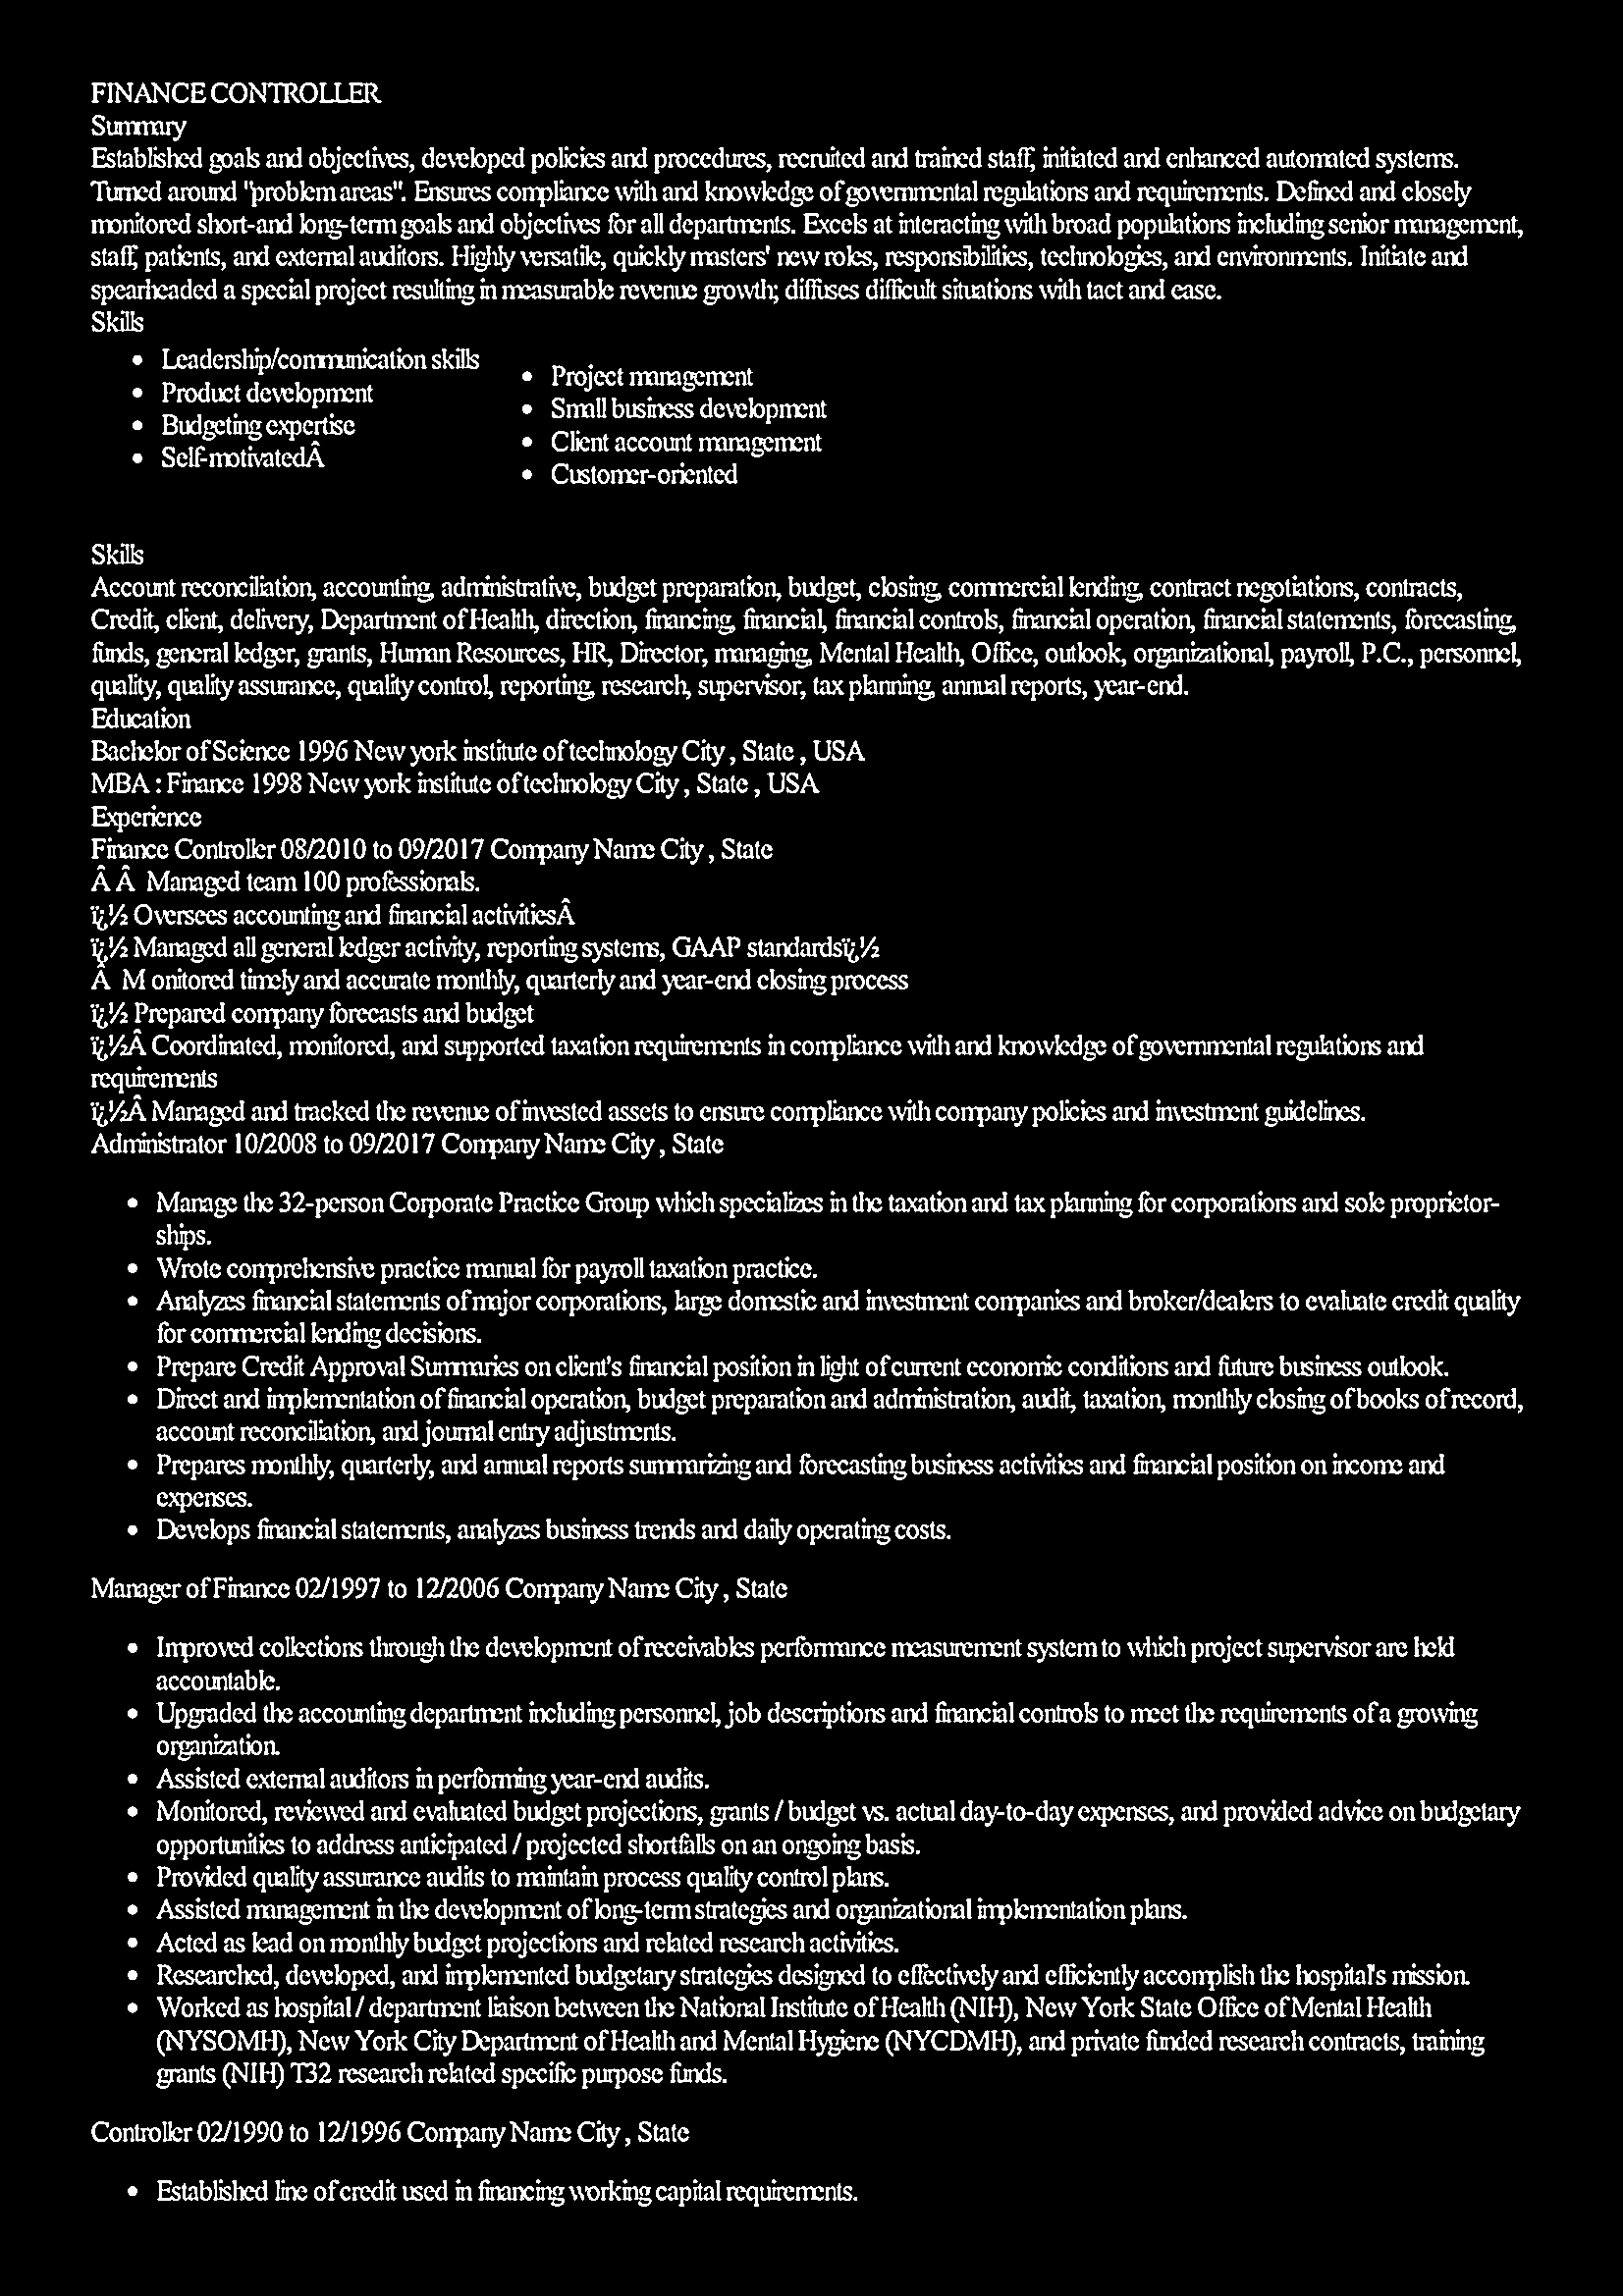 FINANCE CONTROLLER
Summary
Established goals and objectives, developed policies and procedures, recruited and trained staff, initiated and enhanced automated systems.
Turned around "problem areas". Ensures compliance with and knowledge of governmental regulations and requirements. Defined and closely
monitored short-and long-term goals and objectives for all departments. Excels at interacting with broad populations including senior management,
staff, patients, and external auditors. Highly versatile, quickly masters' new roles, responsibilities, technologies, and environments. Initiate and
spearheaded a special project resulting in measurable revenue growth; diffuses difficult situations with tact and ease.
Skills
• Leadership/communication skills
• Product development
• Budgeting expertise
• Self-motivatedÂ
• Project management
• Small business development
• Client account management
• Customer-oriented
Skills
Account reconciliation, accounting, administrative, budget preparation, budget, closing, commercial lending, contract negotiations, contracts,
Credit, client, delivery, Department of Health, direction, financing, financial, financial controls, financial operation, financial statements, forecasting,
funds, general ledger, grants, Human Resources, HR, Director, managing, Mental Health, Office, outlook, organizational, payroll, P.C., personnel,
quality, quality assurance, quality control, reporting, research, supervisor, tax planning, annual reports, year-end.
Education
Bachelor of Science 1996 New york institute of technology City , State , USA
MBA : Finance 1998 New york institute of technology City , State , USA
Experience
Finance Controller 08/2010 to 09/2017 Company Name City , State
Â Â  Managed team 100 professionals.
ï¿½ Oversees accounting and financial activitiesÂ
ï¿½ Managed all general ledger activity, reporting systems, GAAP standardsï¿½
Â  M onitored timely and accurate monthly, quarterly and year-end closing process
ï¿½ Prepared company forecasts and budget
ï¿½Â Coordinated, monitored, and supported taxation requirements in compliance with and knowledge of governmental regulations and
requirements
ï¿½Â Managed and tracked the revenue of invested assets to ensure compliance with company policies and investment guidelines.
Administrator 10/2008 to 09/2017 Company Name City , State
• Manage the 32-person Corporate Practice Group which specializes in the taxation and tax planning for corporations and sole proprietor-
ships.
• Wrote comprehensive practice manual for payroll taxation practice.
• Analyzes financial statements of major corporations, large domestic and investment companies and broker/dealers to evaluate credit quality
for commercial lending decisions.
• Prepare Credit Approval Summaries on client's financial position in light of current economic conditions and future business outlook.
• Direct and implementation of financial operation, budget preparation and administration, audit, taxation, monthly closing of books of record,
account reconciliation, and journal entry adjustments.
• Prepares monthly, quarterly, and annual reports summarizing and forecasting business activities and financial position on income and
expenses.
• Develops financial statements, analyzes business trends and daily operating costs.
Manager of Finance 02/1997 to 12/2006 Company Name City , State
• Improved collections through the development of receivables performance measurement system to which project supervisor are held
accountable.
• Upgraded the accounting department including personnel, job descriptions and financial controls to meet the requirements of a growing
organization.
• Assisted external auditors in performing year-end audits.
• Monitored, reviewed and evaluated budget projections, grants / budget vs. actual day-to-day expenses, and provided advice on budgetary
opportunities to address anticipated / projected shortfalls on an ongoing basis.
• Provided quality assurance audits to maintain process quality control plans.
• Assisted management in the development of long-term strategies and organizational implementation plans.
• Acted as lead on monthly budget projections and related research activities.
• Researched, developed, and implemented budgetary strategies designed to effectively and efficiently accomplish the hospital's mission.
• Worked as hospital / department liaison between the National Institute of Health (NIH), New York State Office of Mental Health
(NYSOMH), New York City Department of Health and Mental Hygiene (NYCDMH), and private funded research contracts, training
grants (NIH) T32 research related specific purpose funds.
Controller 02/1990 to 12/1996 Company Name City , State
• Established line of credit used in financing working capital requirements.